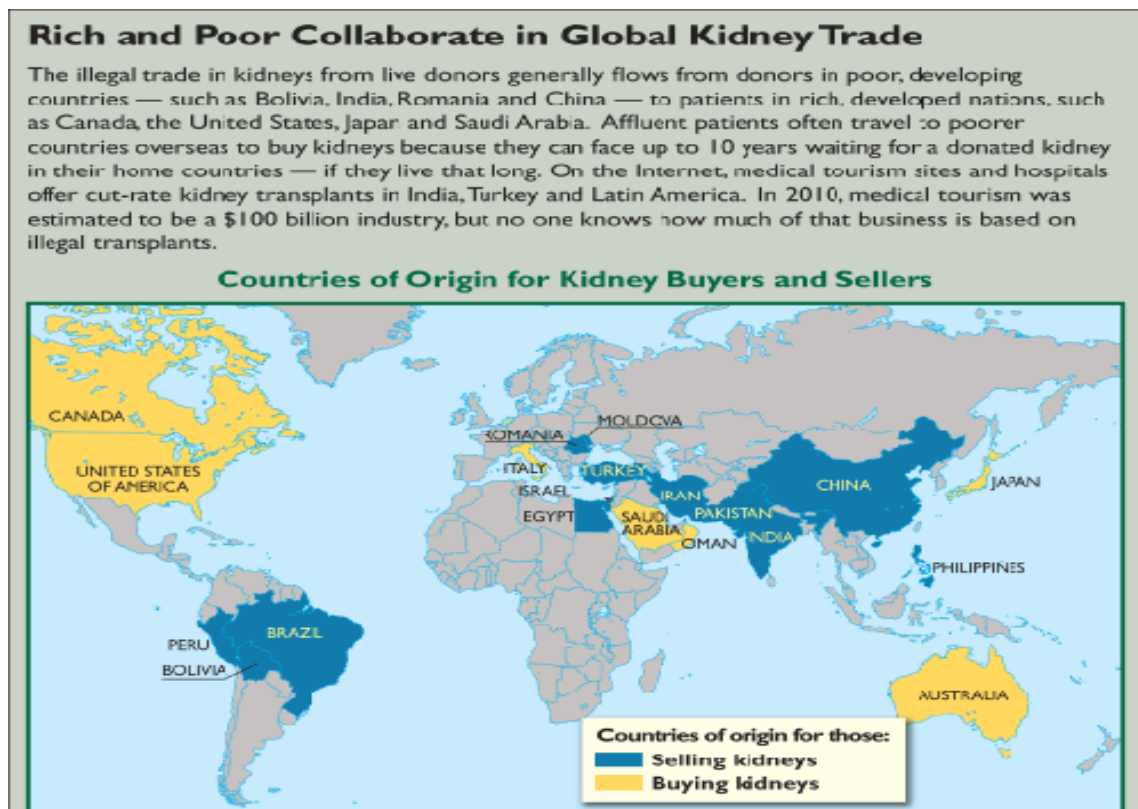 Rich and Poor Collaborate in Global Kidney Trade
The illegal trade in kidneys from live donors generally flows from donors in poor, developing
countries — such as Bolivia, India, Romania and China — to patients in rich, developed nations, such
as Canada, the United States, Japan and Saudi Arabia. Affluent patients often travel to poorer
countries overseas to buy kidneys because they can face up to 10 years waiting for a donated kidney
in their home countries — if they live that long. On the Internet, medical tourism sites and hospitals
offer cut-rate kidney transplants in India, Turkey and Latin America. In 2010, medical tourism was
estimated to be a $100 billion industry, but no one knows how much of that business is based on
illegal transplants.
Countries of Origin for Kidney Buyers and Sellers
CANADA
UNITED STATES
OF AMERICA
MOLDOVA
ROMANIA
ITALY
TURKEY
ISRAEL
EGYPT
SAUDI
ARABIA
OMAN
IRAN
PAKISTAN
INDIA
CHINA
JAPAN
PHILIPPINES
PERU
BRAZIL
BOLIVIA
AUSTRALIA
Countries of origin for those:
Selling kidneys
Buying kidneys